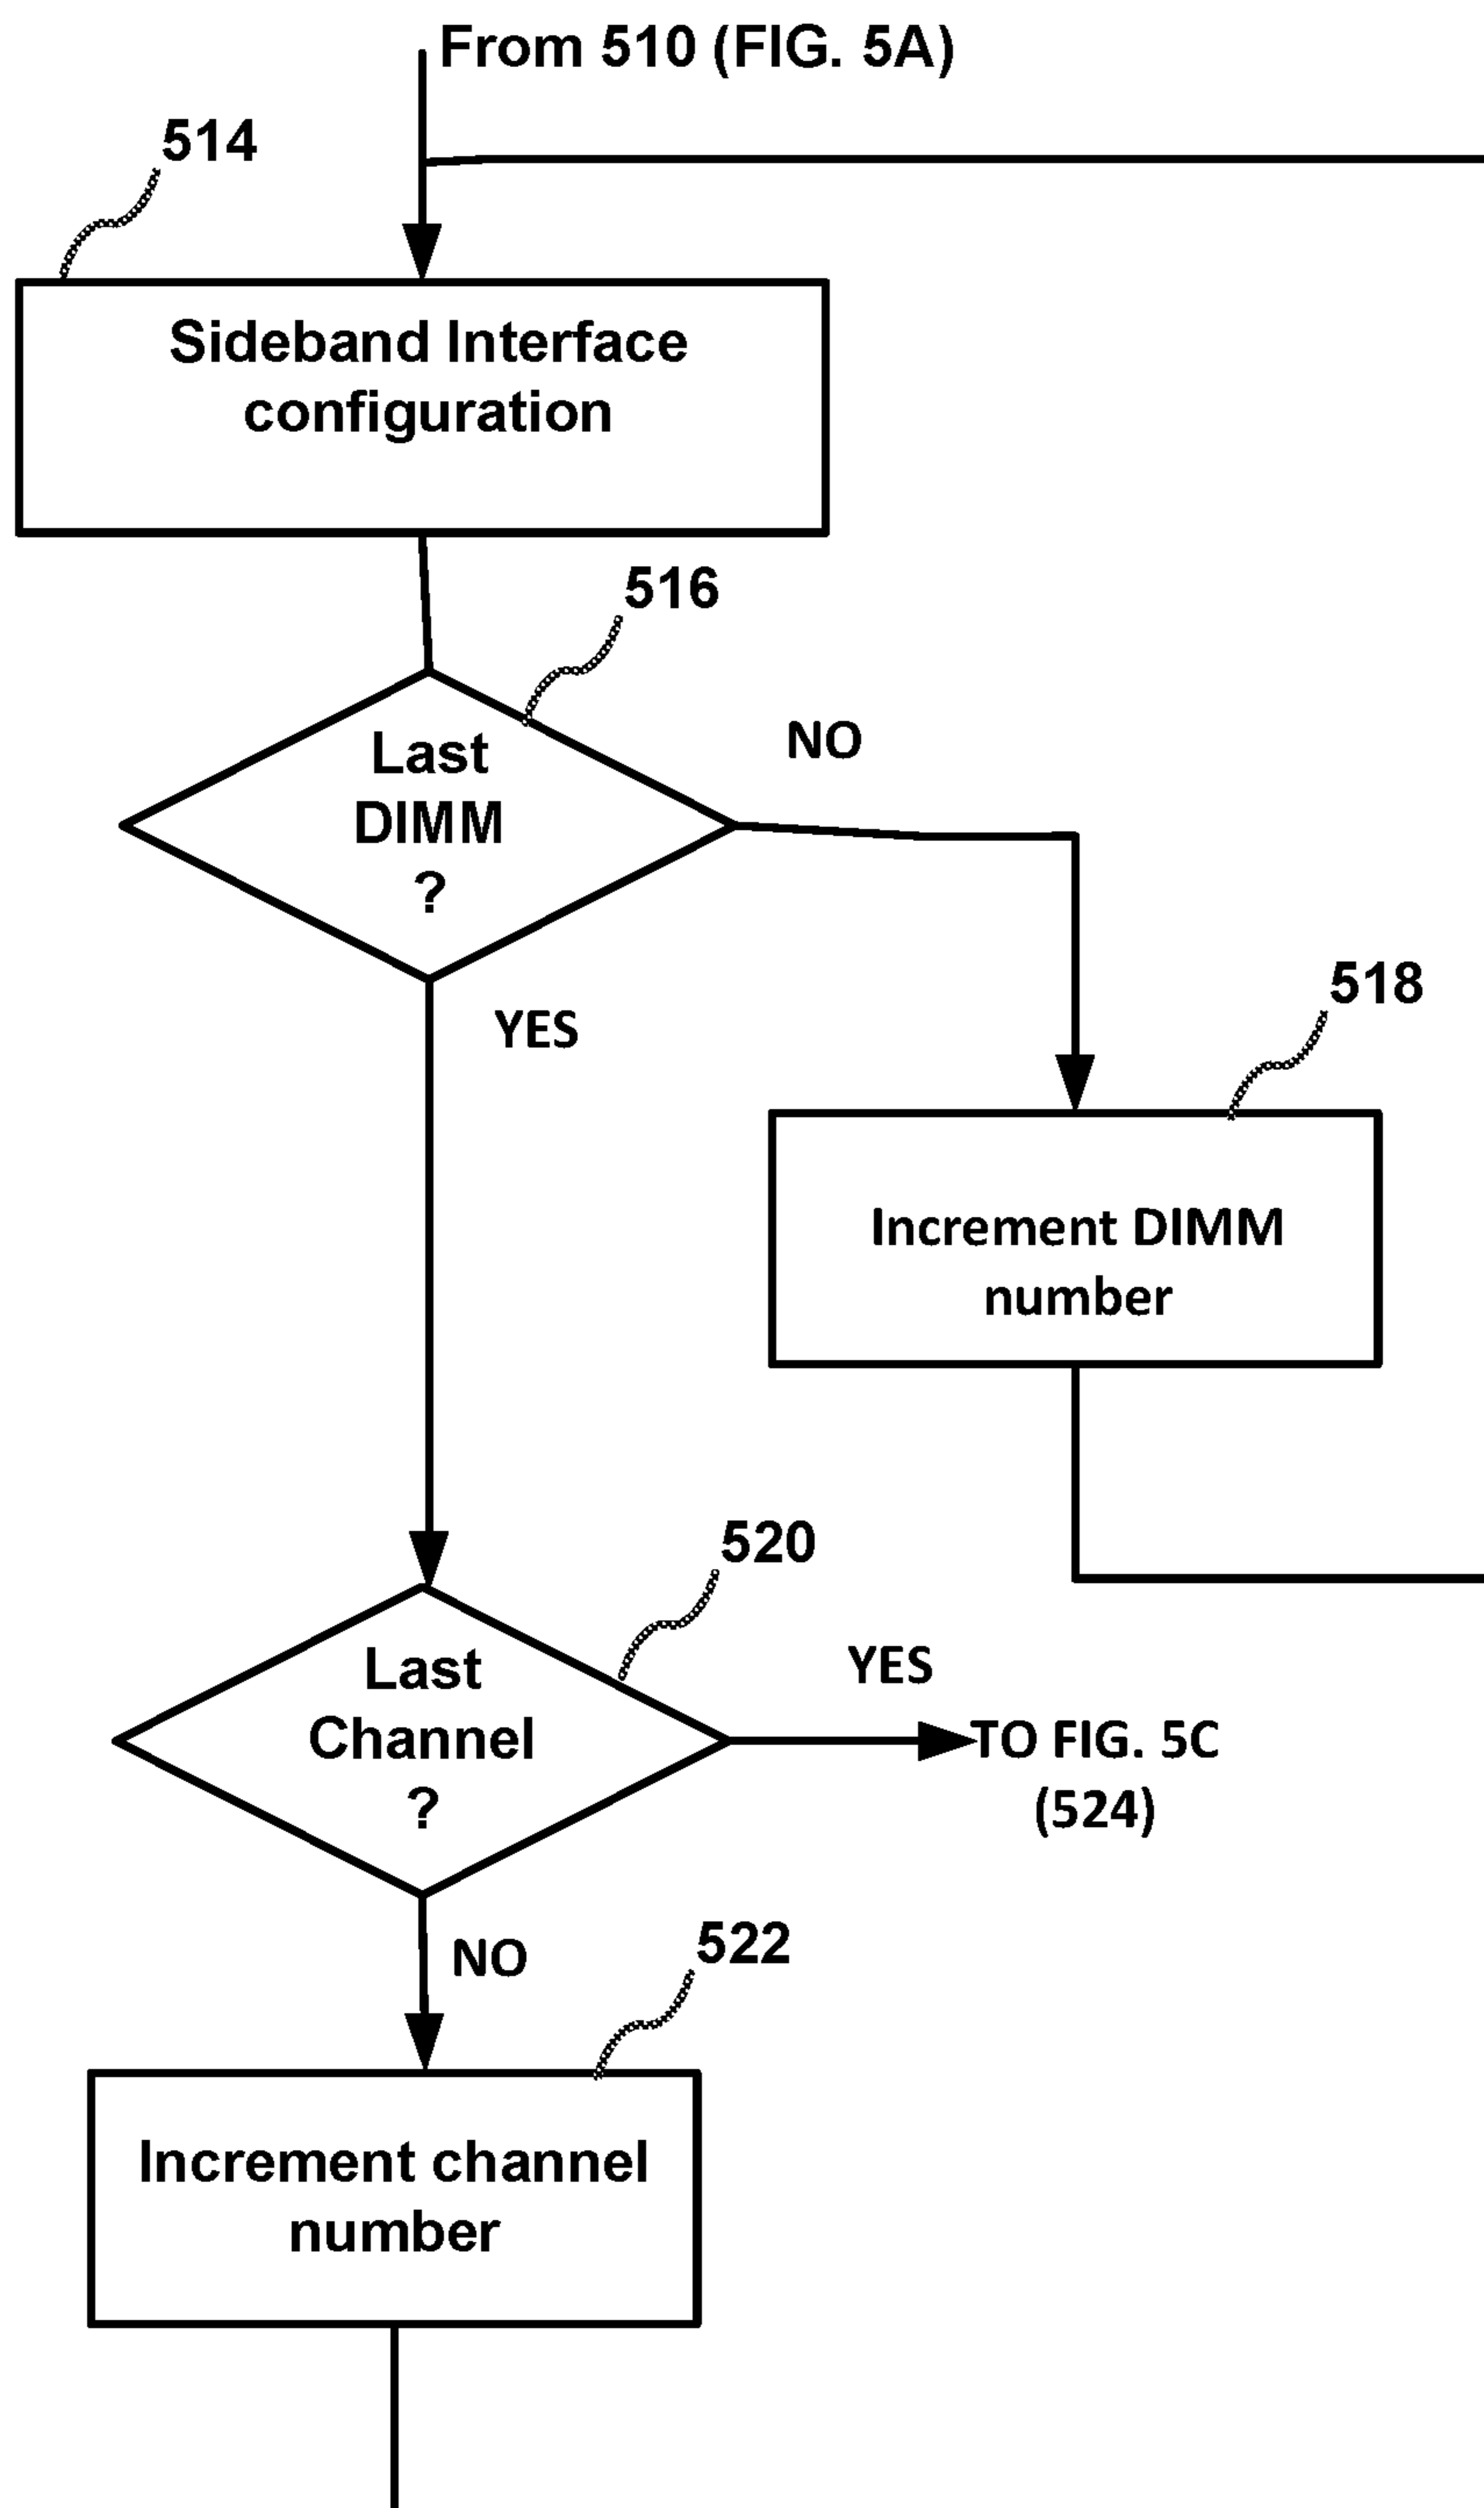 From 510 (FIG. 5A)
514
Sideband Interface
configuration
516
Last
DIMM
?
NO
YES
518
Increment DIMM
number
520
Last
Channel
?
YES
TO FIG. 5C
(524)
NO
522
Increment channel
number